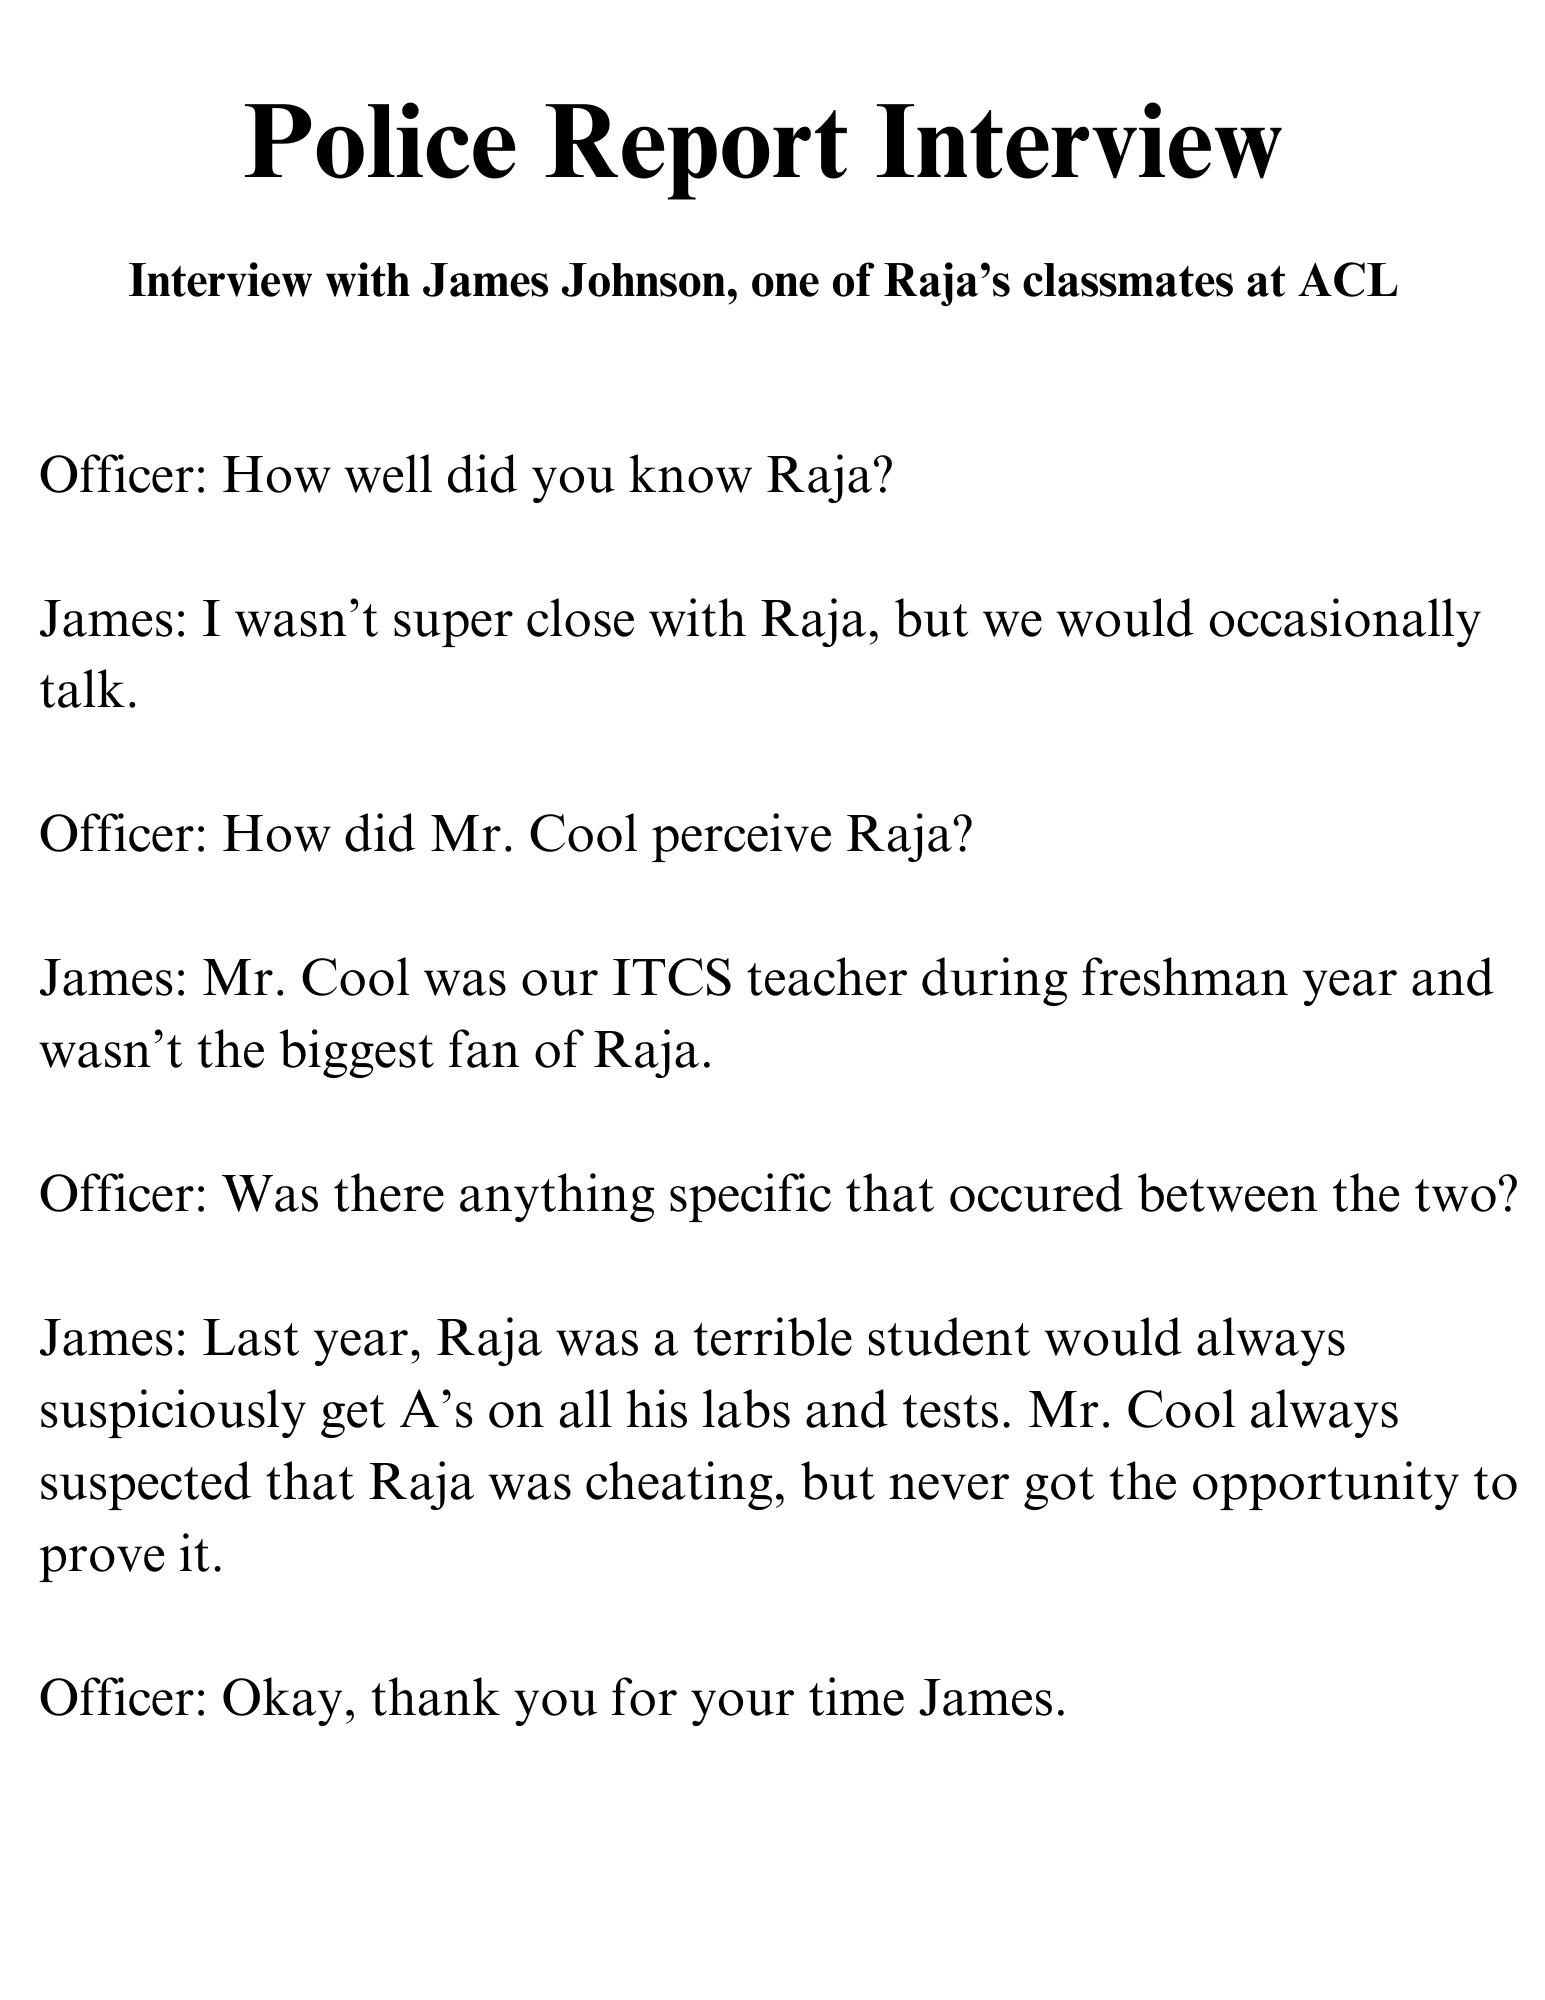 Police Report Interview
Interview with James Johnson, one of Raja’s classmates at ACL
Officer: How well did you know Raja?
James: I wasn’t super close with Raja, but we would occasionally
talk.
Officer: How did Mr. Cool perceive Raja?
James: Mr. Cool was our ITCS teacher during freshman year and
wasn’t the biggest fan of Raja.
Officer: Was there anything specific that occured between the two?
James: Last year, Raja was a terrible student would always
suspiciously get A’s on all his labs and tests. Mr. Cool always
suspected that Raja was cheating, but never got the opportunity to
prove it.
Officer: Okay, thank you for your time James.